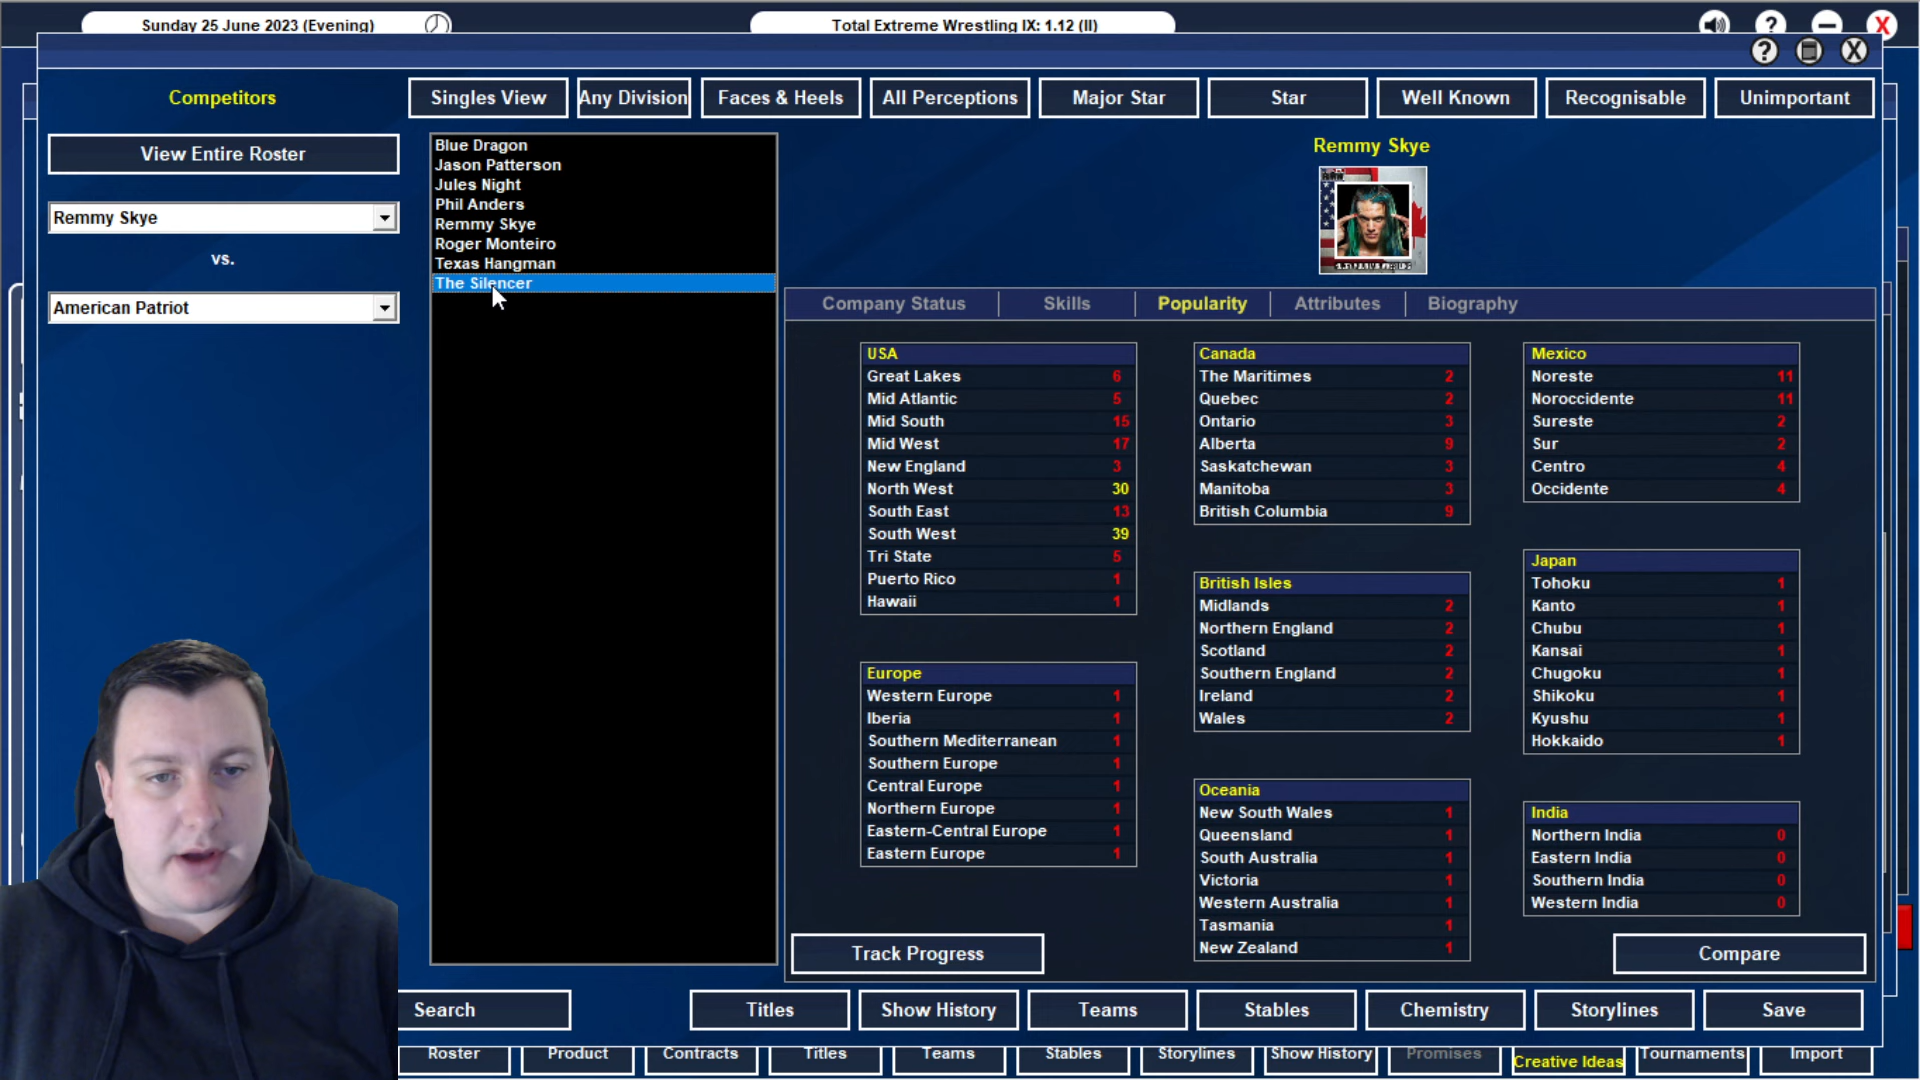 Sunday 25 June 2023 (Evening)
Total Extreme Wrestling IX: 1.12 (II)
? X
? X
Competitors
Singles View
Any Division
Faces & Heels
All Perceptions
Major Star
Star
Well Known
Recognisable
Unimportant
View Entire Roster
Remmy Skye
vs.
American Patriot
Blue Dragon
Jason Patterson
Jules Night
Phil Anders
Remmy Skye
Roger Monteiro
Texas Hangman
The Silencer
Remmy Skye
Company Status
Skills
Popularity
Attributes
Biography
USA
Great Lakes 6
Mid Atlantic 5
Mid South 15
Mid West 17
New England 3
North West 30
South East 13
South West 39
Tri State 5
Puerto Rico 1
Hawaii 1
Europe
Western Europe 1
Iberia 1
Southern Mediterranean 1
Southern Europe 1
Central Europe 1
Northern Europe 1
Eastern-Central Europe 1
Eastern Europe 1
Canada
The Maritimes 2
Quebec 2
Ontario 3
Alberta 9
Saskatchewan 3
Manitoba 3
British Columbia 9
British Isles
Midlands 2
Northern England 2
Scotland 2
Southern England 2
Ireland 2
Wales 2
Oceania
New South Wales 1
Queensland 1
South Australia 1
Victoria 1
Western Australia 1
Tasmania 1
New Zealand 1
Mexico
Noreste 11
Noroccidente 11
Sureste 2
Sur 2
Centro 4
Occidente 4
Japan
Tohoku 1
Kanto 1
Chubu 1
Kansai 1
Chugoku 1
Shikoku 1
Kyushu 1
Hokkaido 1
India
Northern India 0
Eastern India 0
Southern India 0
Western India 0
Track Progress
Compare
Search
Titles
Show History
Teams
Stables
Chemistry
Storylines
Save
Roster
Product
Contracts
Titles
Teams
Stables
Storylines
Show History
Promises
Creative Ideas
Tournaments
Import